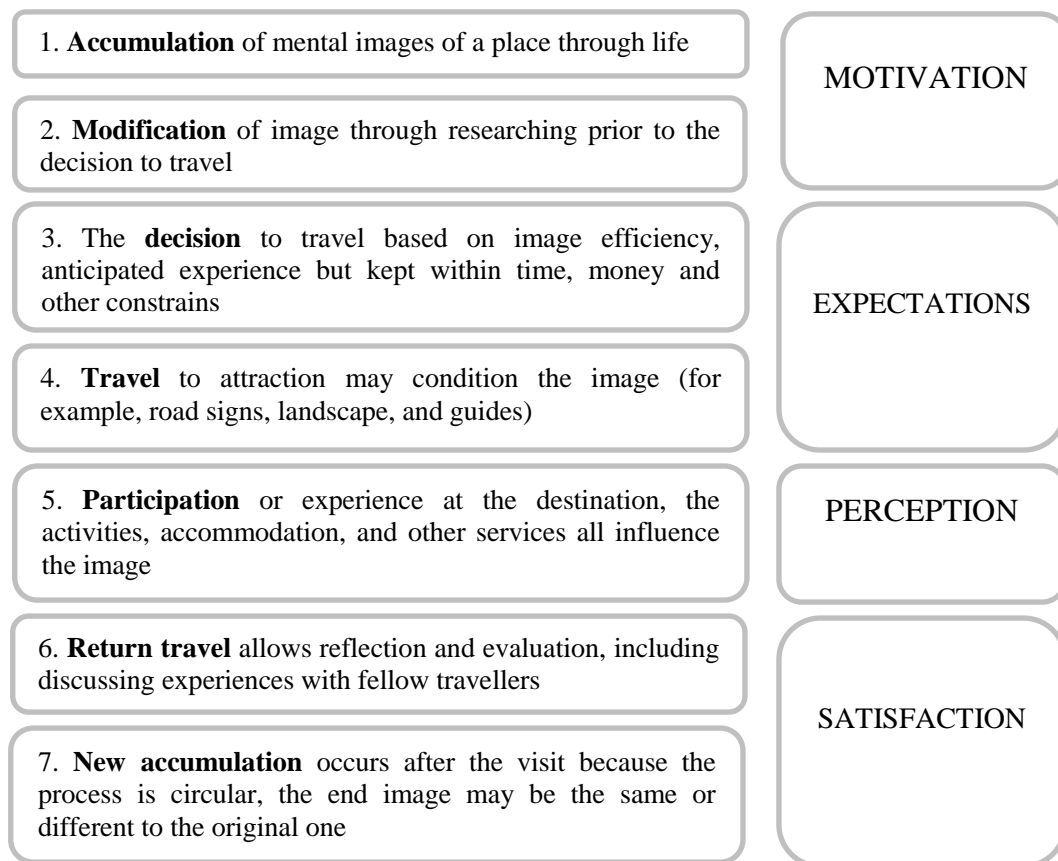 1. Accumulation of mental images of a place through life
MOTIVATION
2. Modification of image through researching prior to the
decision to travel
3. The decision to travel based on image efficiency,
anticipated experience but kept within time, money and
other constrains
EXPECTATIONS
4. Travel to attraction may condition the image (for
example, road signs, landscape, and guides)
5. Participation or experience at the destination, the
activities, accommodation, and other services all influence
the image
PERCEPTION
6. Return travel allows reflection and evaluation, including
discussing experiences with fellow travellers
SATISFACTION
7. New accumulation occurs after the visit because the
process is circular, the end image may be the same or
different to the original one